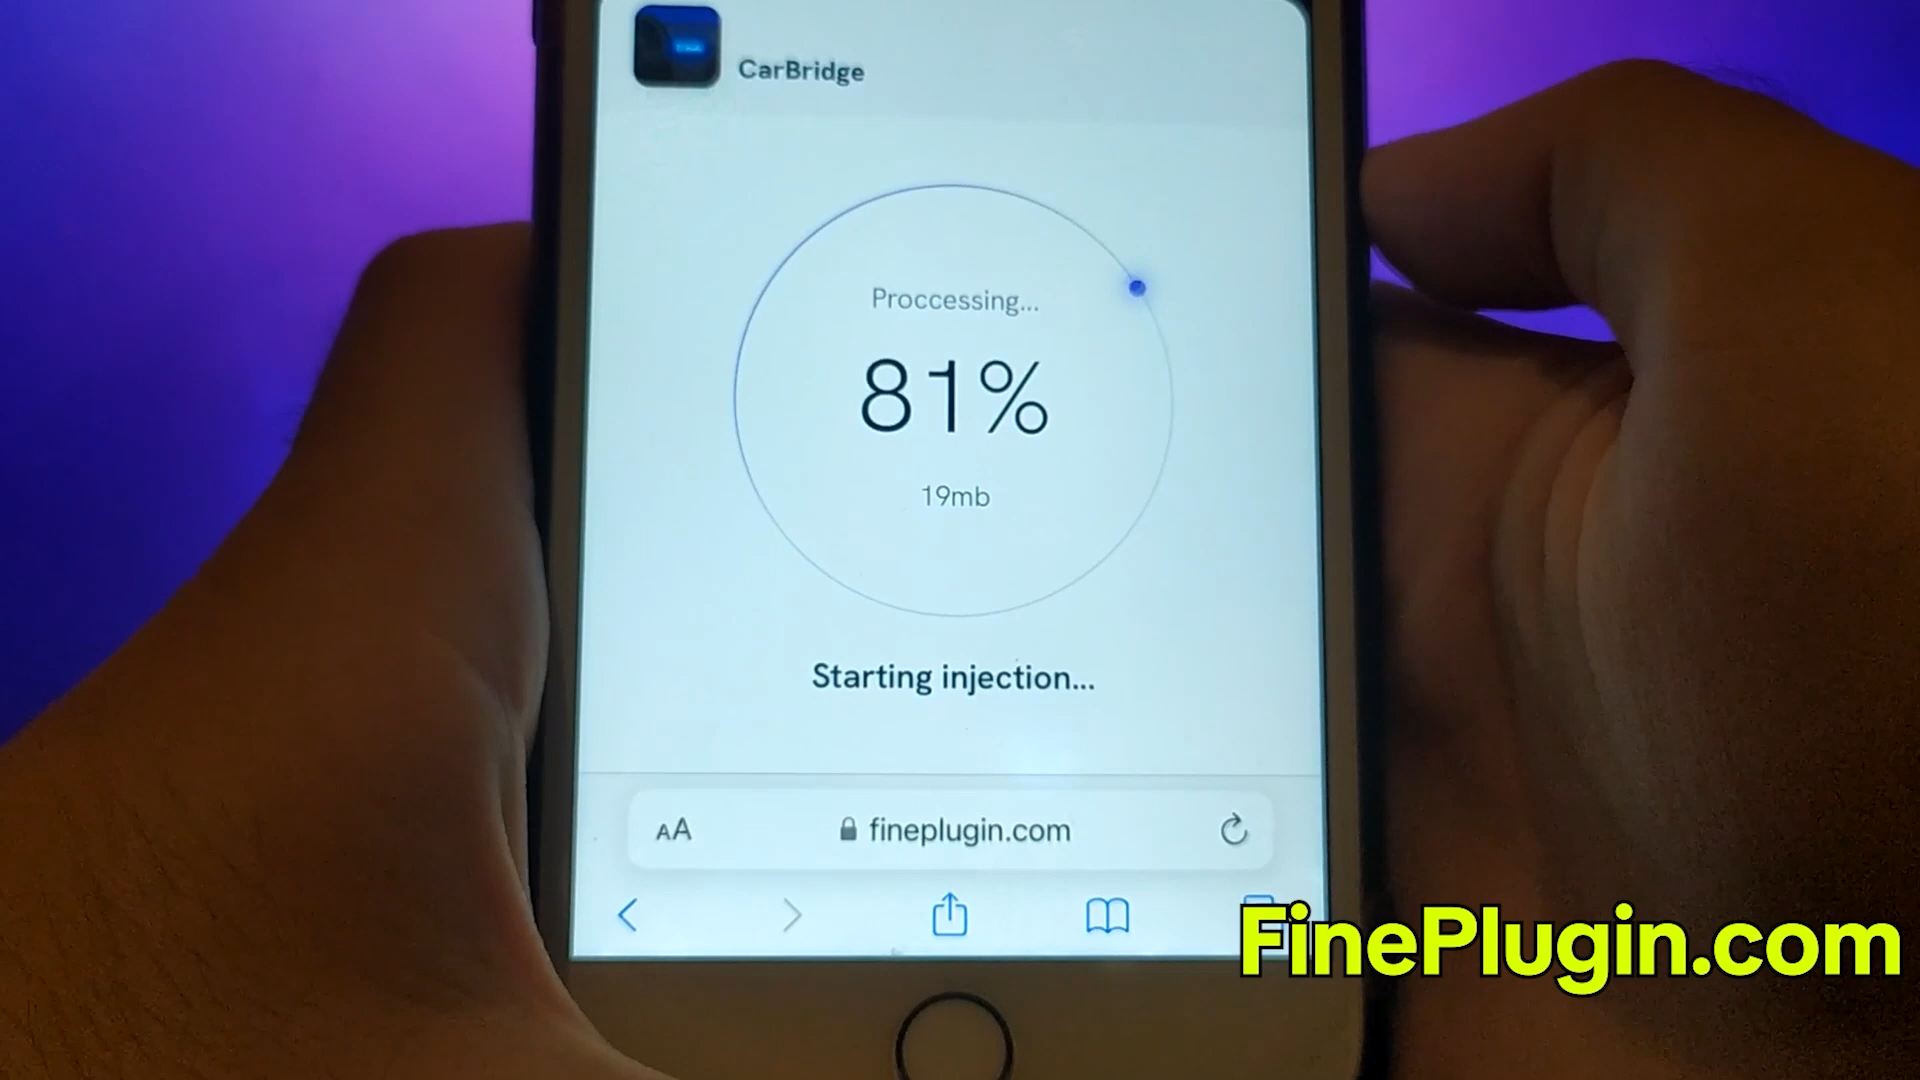 CarBridge
Proccessing...
81%
19mb
Starting injection...
AA
fineplugin.com
FinePlugin.com